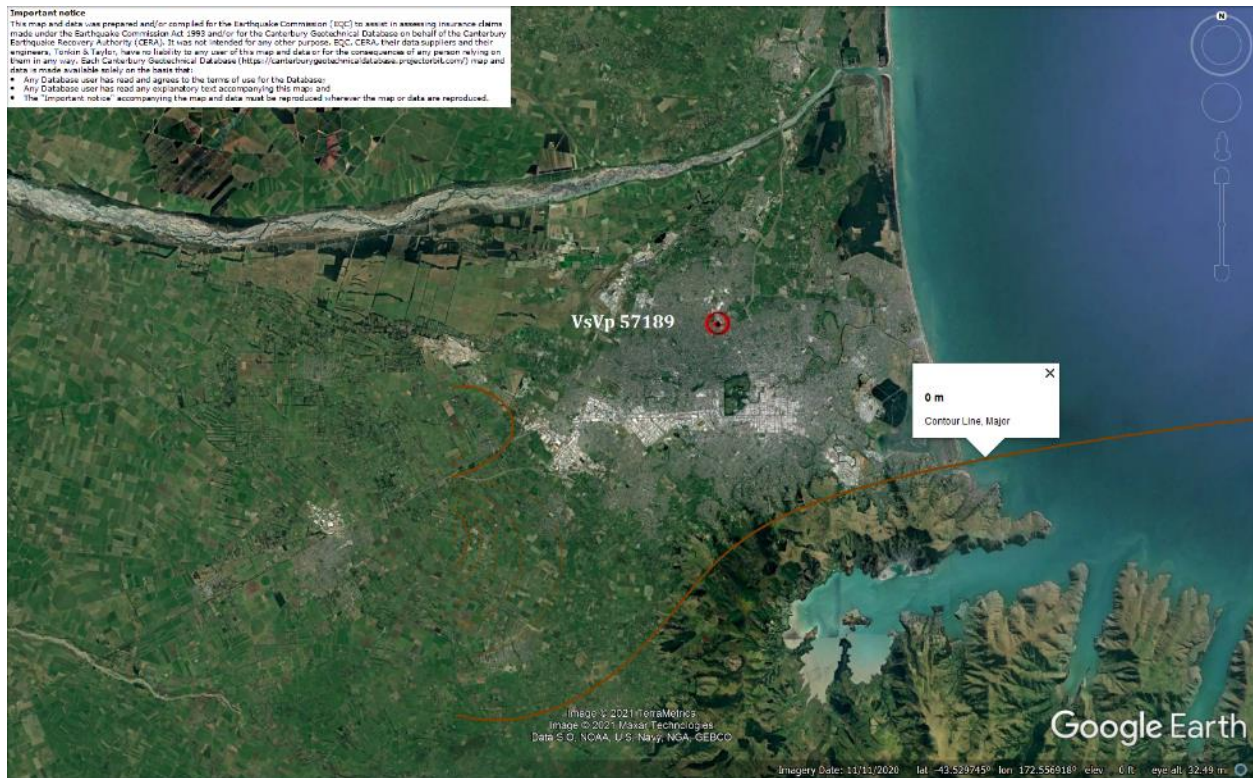 Important notice
This map and data was prepared and/or compiled for the Earthquake Commission (EQC) to assist in assessing insurance claims
made under the Earthquake Commission Act 1993 and/or for the Canterbury Geotechnical Database on behalf of the Canterbury
Earthquake Recovery Authority (CERA). It was not intended for any other purpose. EQC, CERA, their data suppliers and their
engineers, Tonkin & Taylor, have no liability to any user of this map and data or for the consequences of any person relying on
them in any way. Each Canterbury Geotechnical Database (https://canterburygeotechnicaldatabase.projectorbit.com/) map and
data is made available solely on the basis that:
• Any Database user has read and agrees to the terms of use for the Database;
• Any Database user has read any explanatory text accompanying this map; and
• The "Important notice" accompanying the map and data must be reproduced wherever the map or data are reproduced.
N
VsVp 57189
0 m
Contour Line, Major
Image © 2021 TerraMetrics
Image © 2021 Maxar Technologies
Data SIO, NOAA, U.S. Navy, NGA, GEBCO
Google Earth
Imagery Date: 11/11/2020 lat -43.529745° lon 172.556918° elev 0 ft eye alt 32.49 mi